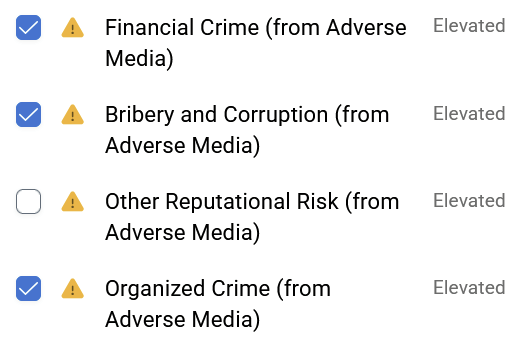 Financial Crime (from Adverse Elevated
Media)
Bribery and Corruption (from Elevated
Adverse Media)
Other Reputational Risk (from Elevated
Adverse Media)
Organized Crime (from Elevated
Adverse Media)